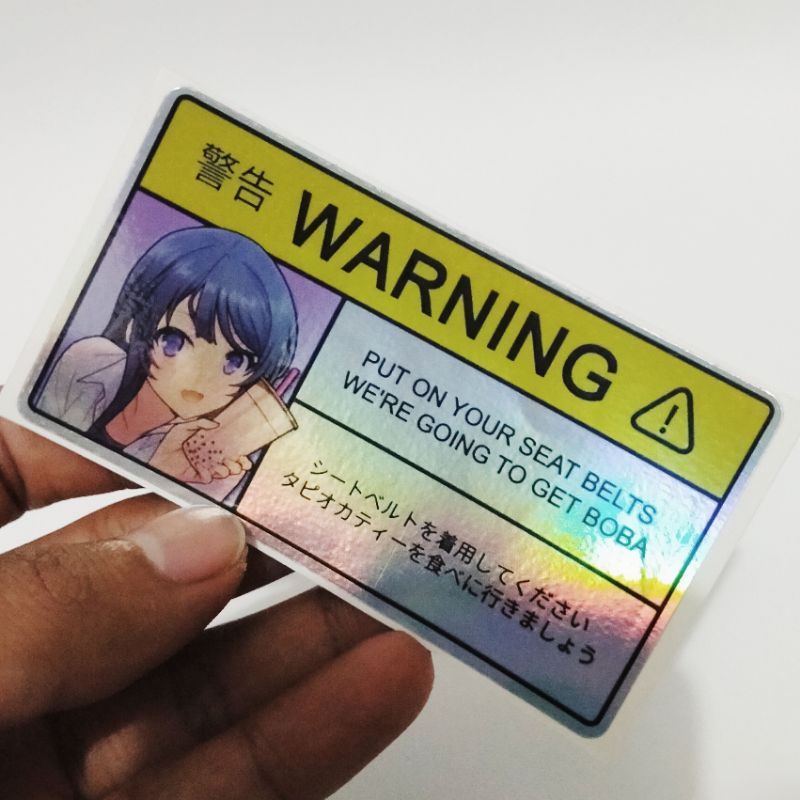 警告 WARNING
PUT ON YOUR SEAT BELTS
WE'RE GOING TO GET BOBA
シートベルトを着用してください
タピオカティーを食べに行きましょう